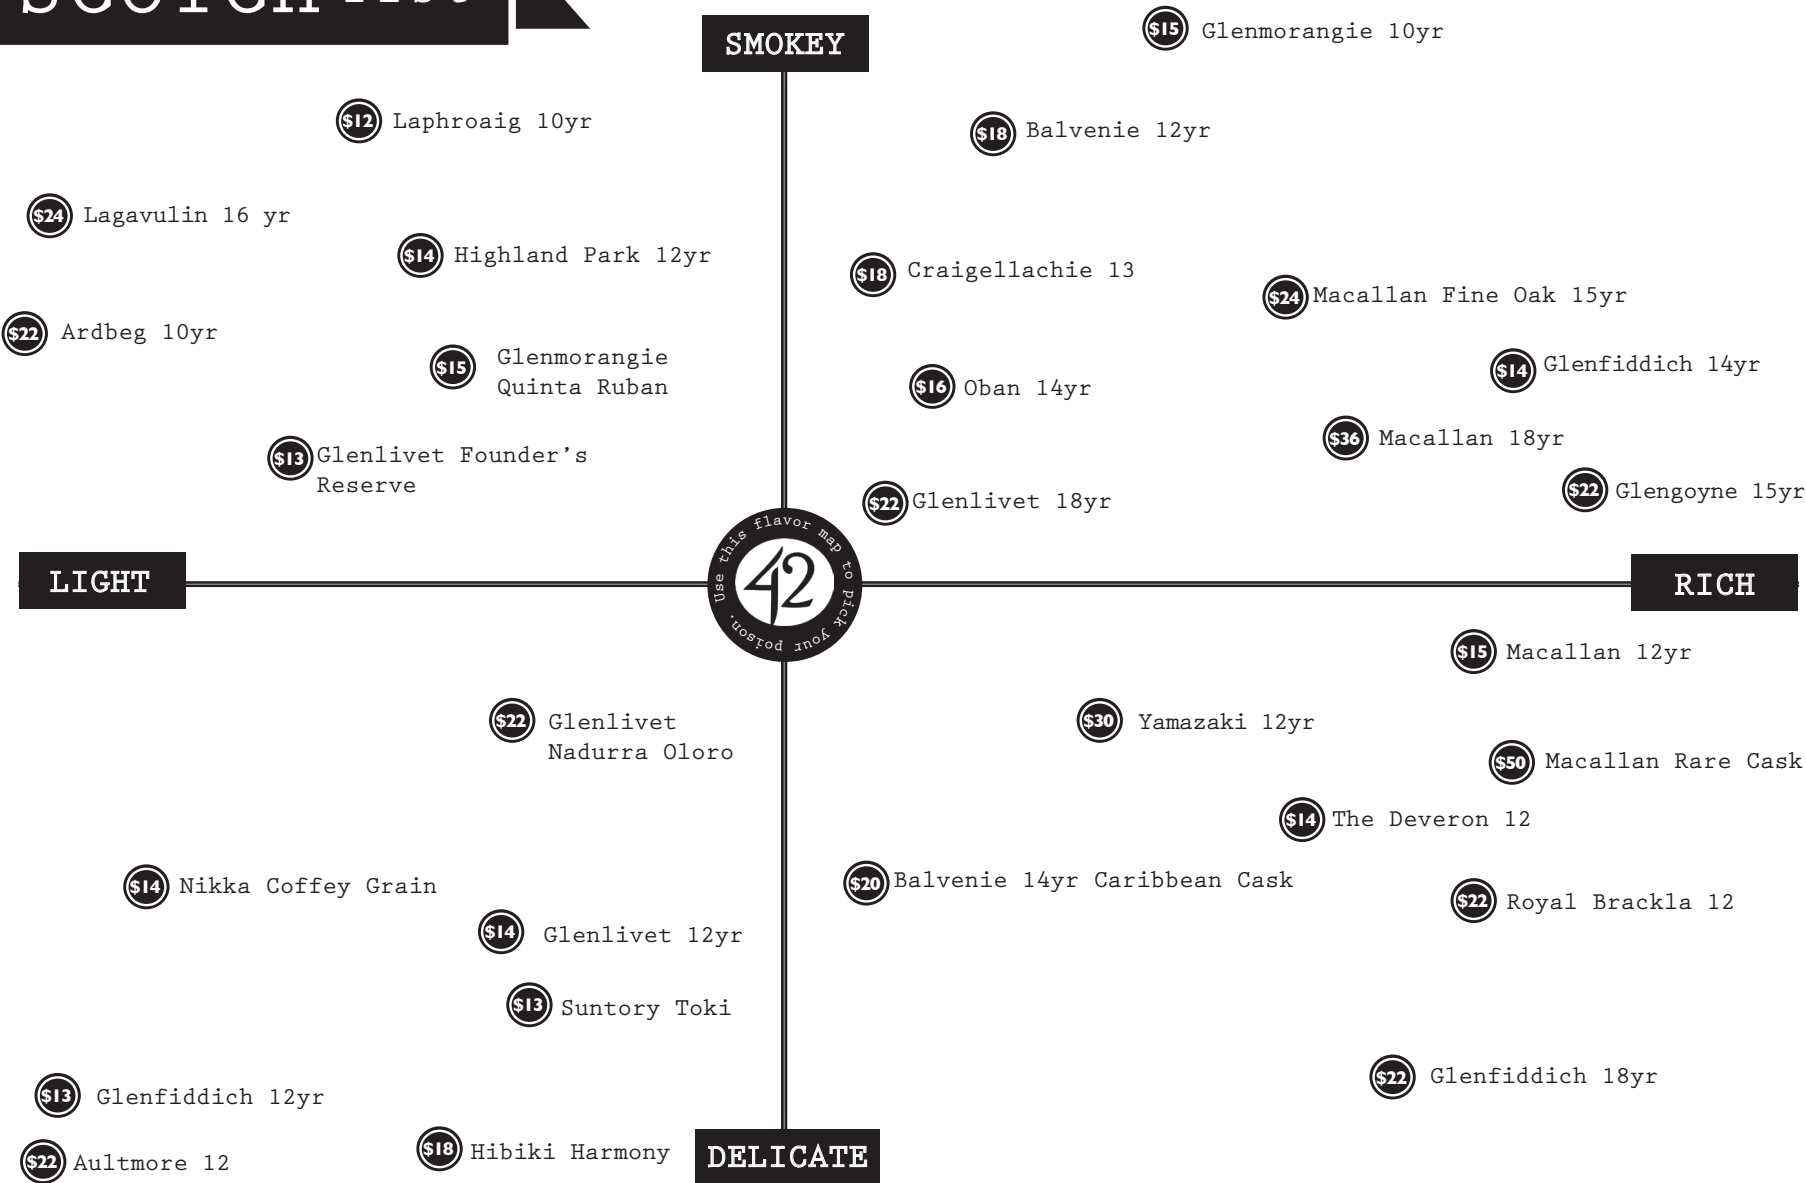 SCOTCH list
SMOKEY
$15 Glenmorangie 10yr
$12 Laphroaig 10yr
$18 Balvenie 12yr
$24 Lagavulin 16 yr
$14 Highland Park 12yr
$18 Craigellachie 13
$24 Macallan Fine Oak 15yr
$22 Ardbeg 10yr
$15 Glenmorangie
Quinta Ruban
$16 Oban 14yr
$14 Glenfiddich 14yr
$36 Macallan 18yr
$13 Glenlivet Founder's
Reserve
$22 Glenlivet 18yr
$22 Glengoyne 15yr
LIGHT
Use this flavor map to pick your poison.
42
RICH
$15 Macallan 12yr
$22 Glenlivet
Nadurra Oloro
$30 Yamazaki 12yr
$50 Macallan Rare Cask
$14 The Deveron 12
$14 Nikka Coffey Grain
$20 Balvenie 14yr Caribbean Cask
$22 Royal Brackla 12
$14 Glenlivet 12yr
$13 Suntory Toki
$22 Glenfiddich 18yr
$13 Glenfiddich 12yr
$18 Hibiki Harmony
DELICATE
$22 Aultmore 12